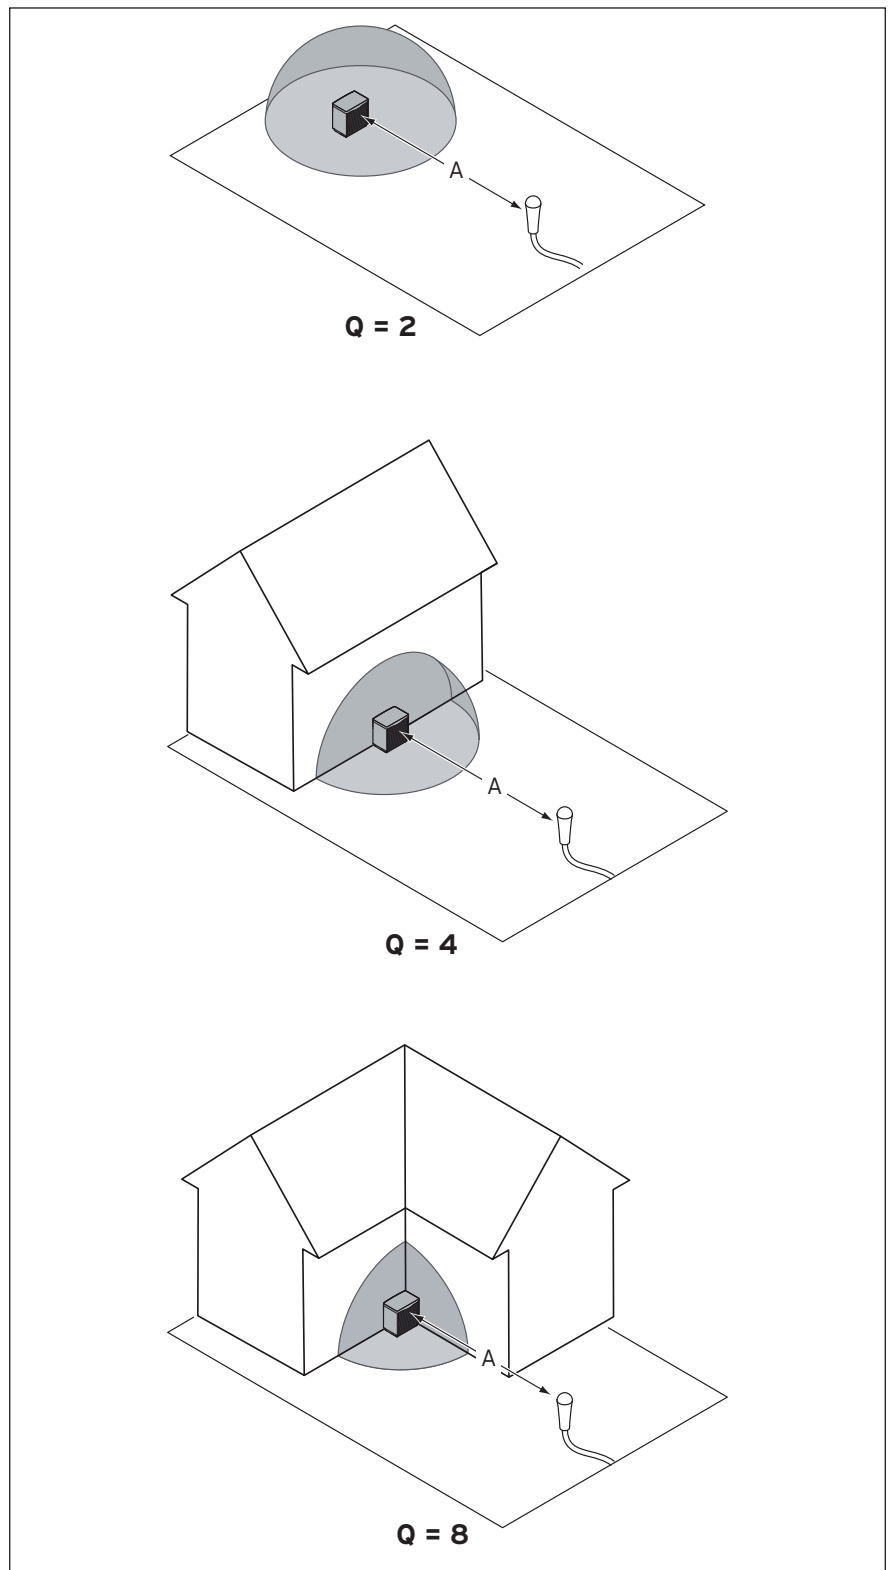 A
Q = 2
A
Q = 4
A
Q = 8